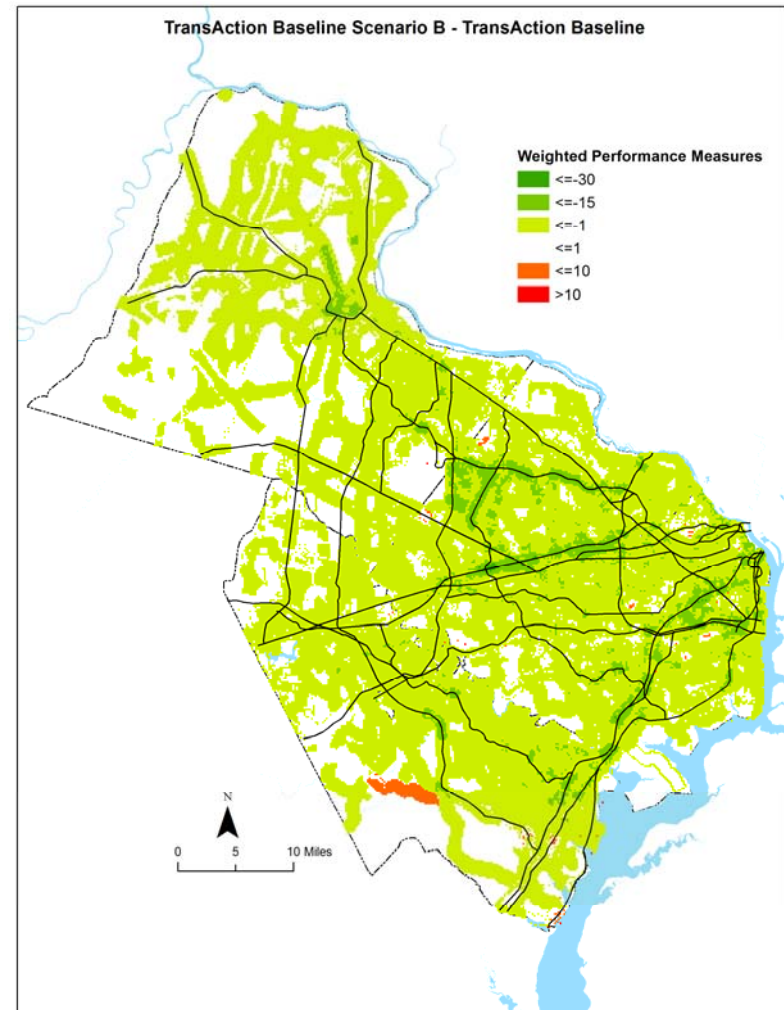 TransAction Baseline Scenario B - TransAction Baseline
Weighted Performance Measures
<=-30
<=-15
<=-1
<=1
<=10
>10
N
0 5 10 Miles